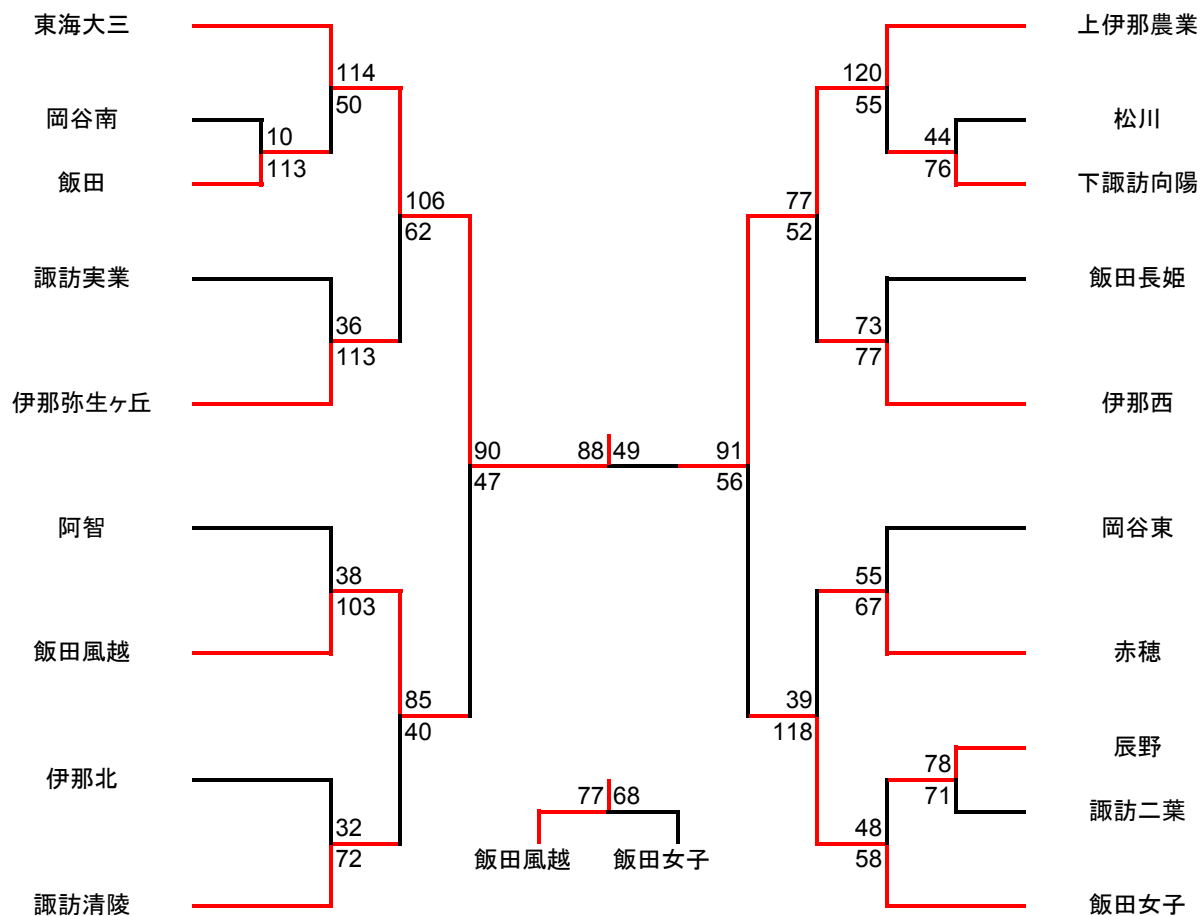 東海大三
上伊那農業
114
120
50
55
岡谷南
松川
10
44
113
76
飯田
下諏訪向陽
106
77
62
52
諏訪実業
飯田長姫
36
73
113
77
伊那弥生ヶ丘
伊那西
90
88
49
91
47
56
阿智
岡谷東
38
55
103
67
飯田風越
赤穂
85
39
40
118
辰野
伊那北
78
71
77
68
諏訪二葉
32
48
72
58
飯田風越
飯田女子
諏訪清陵
飯田女子